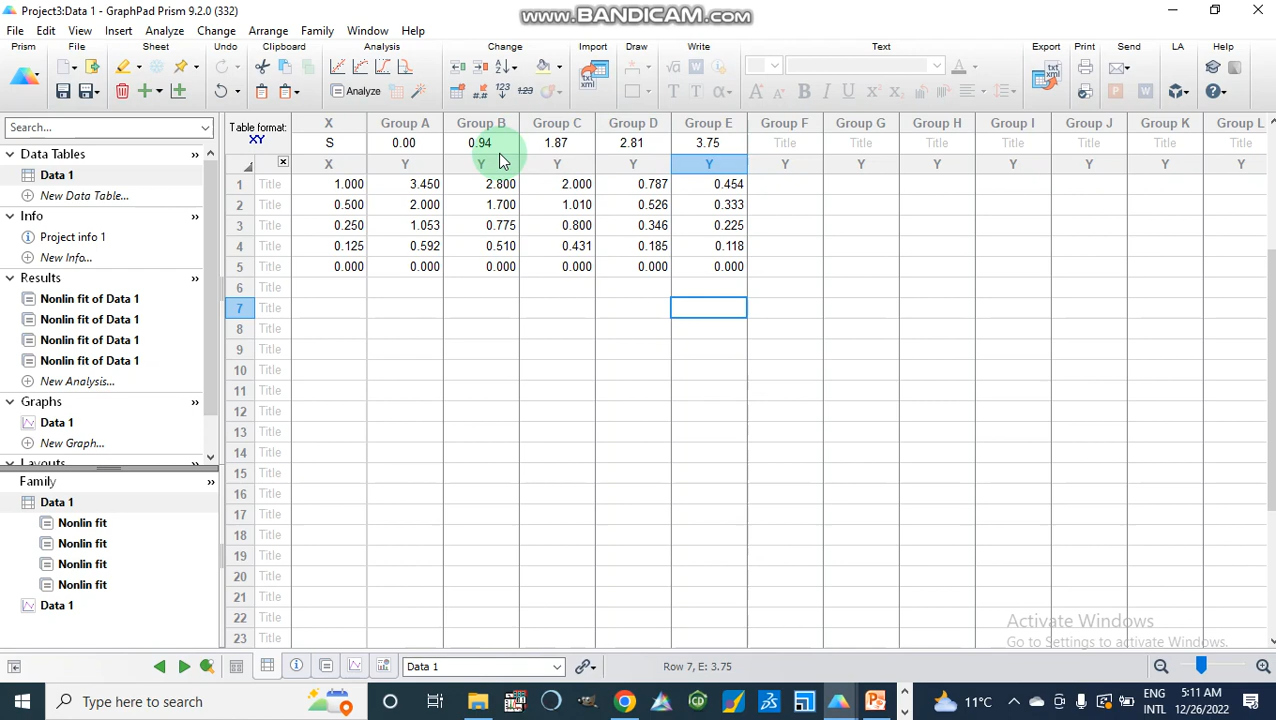 Project3:Data 1 - GraphPad Prism 9.2.0 (332)
www.BANDICAM.com
File Edit View Insert Analyze Change Arrange Family Window Help
Prism File Sheet Undo Clipboard Analysis Change Import Draw Write Text Export Print Send LA Help
Analyze
Search...
Data Tables
Data 1
New Data Table...
Info
Project info 1
New Info...
Results
Nonlin fit of Data 1
Nonlin fit of Data 1
Nonlin fit of Data 1
Nonlin fit of Data 1
New Analysis...
Graphs
Data 1
New Graph...
Layouts
Family
Data 1
Nonlin fit
Nonlin fit
Nonlin fit
Nonlin fit
Data 1
Table format:
XY
X Group A Group B Group C Group D Group E Group F Group G Group H Group I Group J Group K Group L
S 0.00 0.94 1.87 2.81 3.75 Title Title Title Title Title Title Title
X Y Y Y Y Y Y Y Y Y Y Y
1 Title 1.000 3.450 2.800 2.000 0.787 0.454
2 Title 0.500 2.000 1.700 1.010 0.526 0.333
3 Title 0.250 1.053 0.775 0.800 0.346 0.225
4 Title 0.125 0.592 0.510 0.431 0.185 0.118
5 Title 0.000 0.000 0.000 0.000 0.000 0.000
6 Title
7 Title
8 Title
9 Title
10 Title
11 Title
12 Title
13 Title
14 Title
15 Title
16 Title
17 Title
18 Title
19 Title
20 Title
21 Title
22 Title
23 Title
Activate Windows
Go to Settings to activate Windows.
Data 1
Row 7, E: 3.75
Type here to search
11°C
ENG
INTL
5:11 AM
12/26/2022